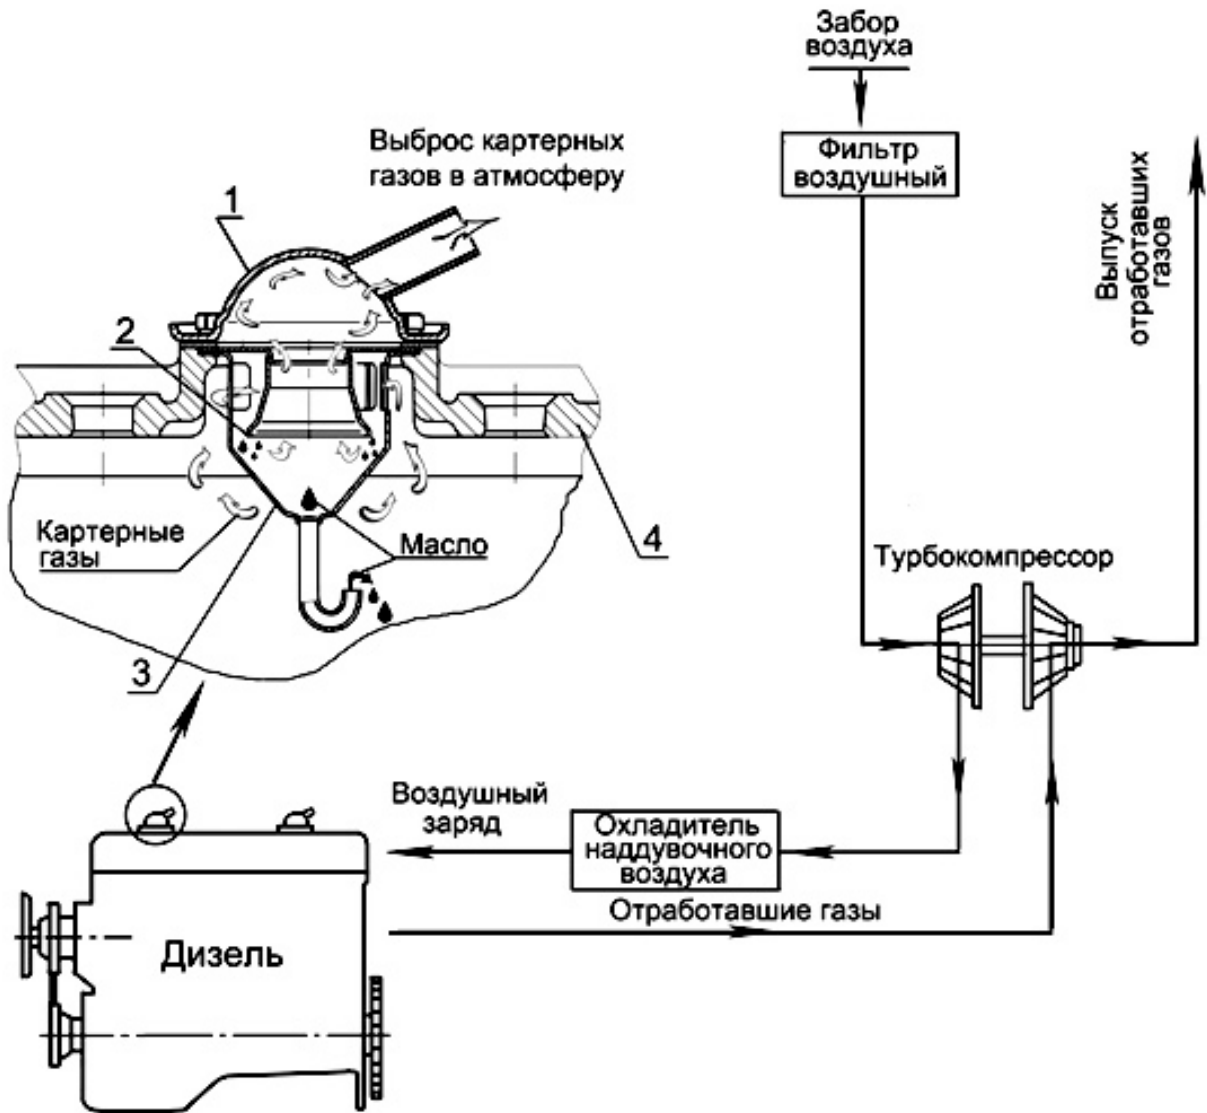 Забор
воздуха
Фильтр
воздушный
Выброс картерных
газов в атмосферу
Выпуск
отработавших
газов
1
2
Картерные
газы
Масло
4
3
Турбокомпрессор
Воздушный
заряд
Охладитель
наддувочного
воздуха
Отработавшие газы
Дизель